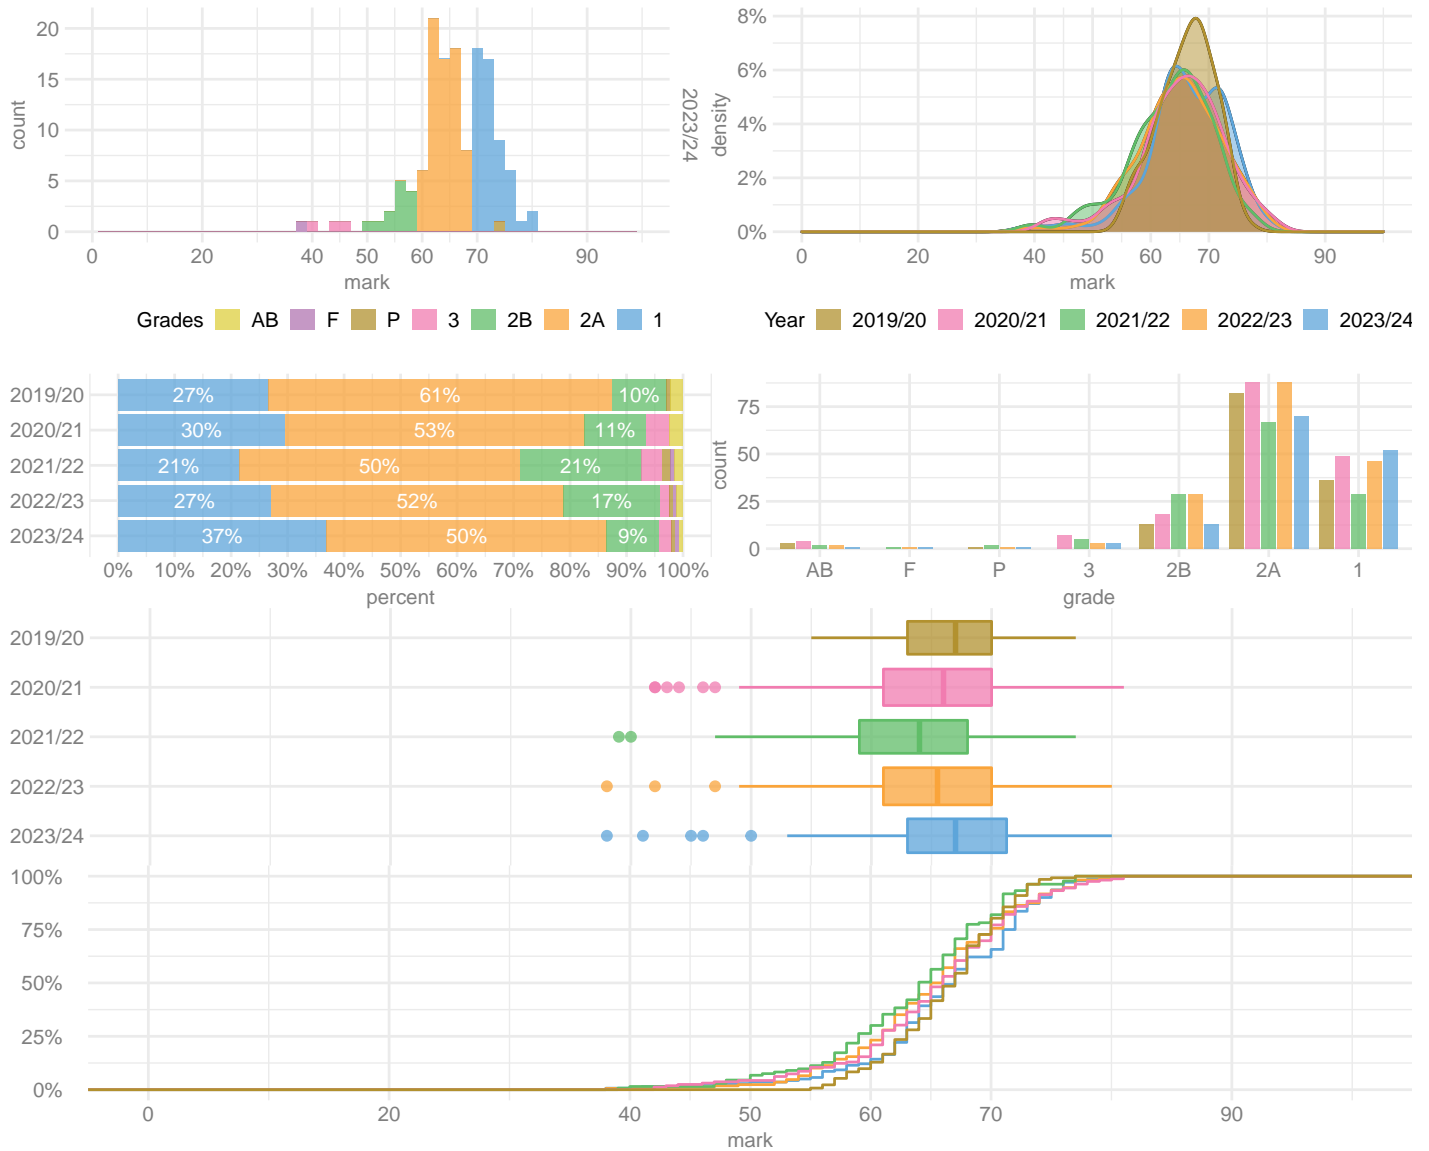 20
15
10
5
0
count
0 20 40 50 60 70 90
mark
2023/24
8%
6%
4%
2%
0%
density
0 20 40 50 60 70 90
mark
Grades AB F P 3 2B 2A 1
Year 2019/20 2020/21 2021/22 2022/23 2023/24
2019/20 27% 61% 10%
2020/21 30% 53% 11%
2021/22 21% 50% 21%
2022/23 27% 52% 17%
2023/24 37% 50% 9%
0% 10% 20% 30% 40% 50% 60% 70% 80% 90% 100%
percent
75
50
25
0
count
AB F P 3 2B 2A 1
grade
2019/20
2020/21
2021/22
2022/23
2023/24
100%
75%
50%
25%
0%
0 20 40 50 60 70 90
mark